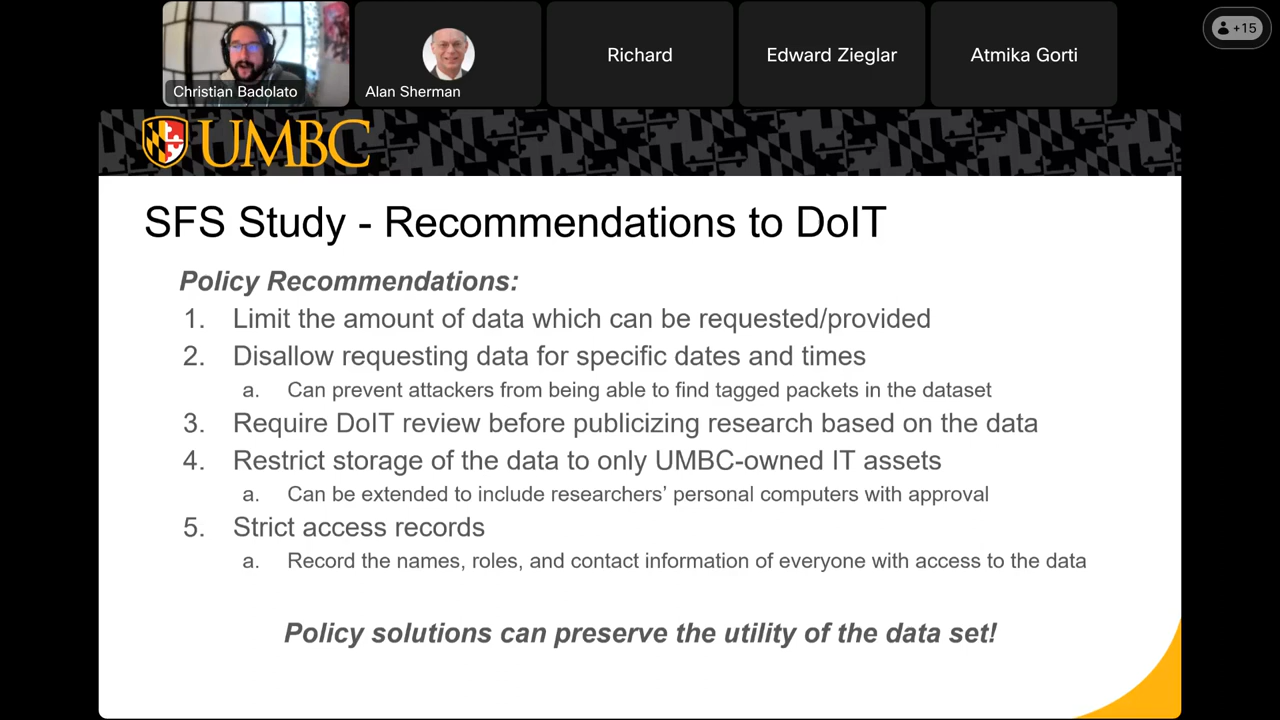 Christian Badolato
Alan Sherman
Richard
Edward Zieglar
Atmika Gorti
+15
UMBC
SFS Study - Recommendations to DoIT
Policy Recommendations:
1. Limit the amount of data which can be requested/provided
2. Disallow requesting data for specific dates and times
a. Can prevent attackers from being able to find tagged packets in the dataset
3. Require DoIT review before publicizing research based on the data
4. Restrict storage of the data to only UMBC-owned IT assets
a. Can be extended to include researchers’ personal computers with approval
5. Strict access records
a. Record the names, roles, and contact information of everyone with access to the data
Policy solutions can preserve the utility of the data set!